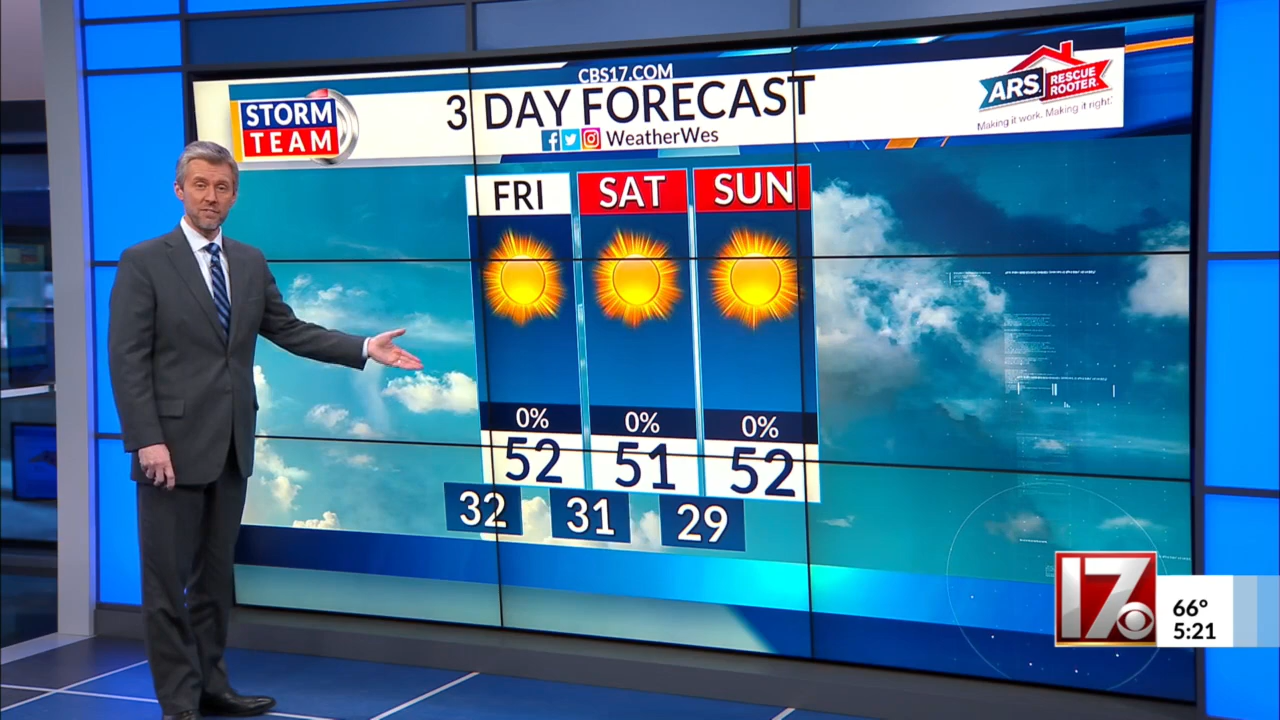 CBS17.COM
3 DAY FORECAST
WeatherWes
STORM
TEAM
ARS.
RESCUE
ROOTER.
Making it work. Making it right.
FRI SAT SUN
0% 0% 0%
52 51 52
32 31 29
17
66°
5:21